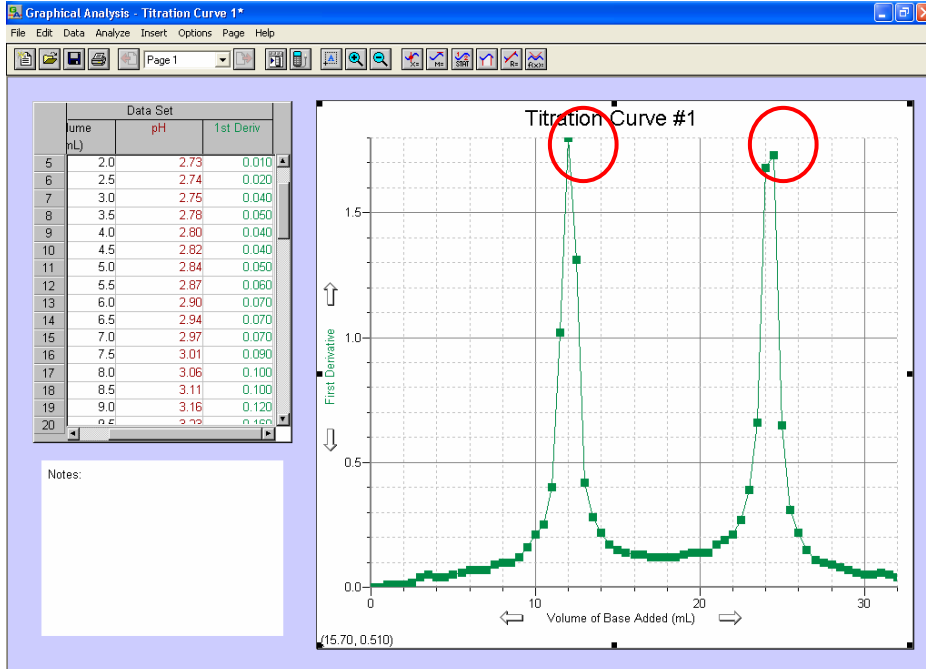 Graphical Analysis - Titration Curve 1*
File Edit Data Analyze Insert Options Page Help
Page 1
X= M= STAT R= f(x)=
Data Set
lume pH 1st Deriv
mL)
5 2.0 2.73 0.010
6 2.5 2.74 0.020
7 3.0 2.75 0.040
8 3.5 2.78 0.050
9 4.0 2.80 0.040
10 4.5 2.82 0.040
11 5.0 2.84 0.050
12 5.5 2.87 0.060
13 6.0 2.90 0.070
14 6.5 2.94 0.070
15 7.0 2.97 0.070
16 7.5 3.01 0.090
17 8.0 3.06 0.100
18 8.5 3.11 0.100
19 9.0 3.16 0.120
20 9.5 3.23 0.160
Notes:
Titration Curve #1
1.5
1.0
First Derivative
0.5
0.0
0 10 20 30
Volume of Base Added (mL)
(15.70, 0.510)